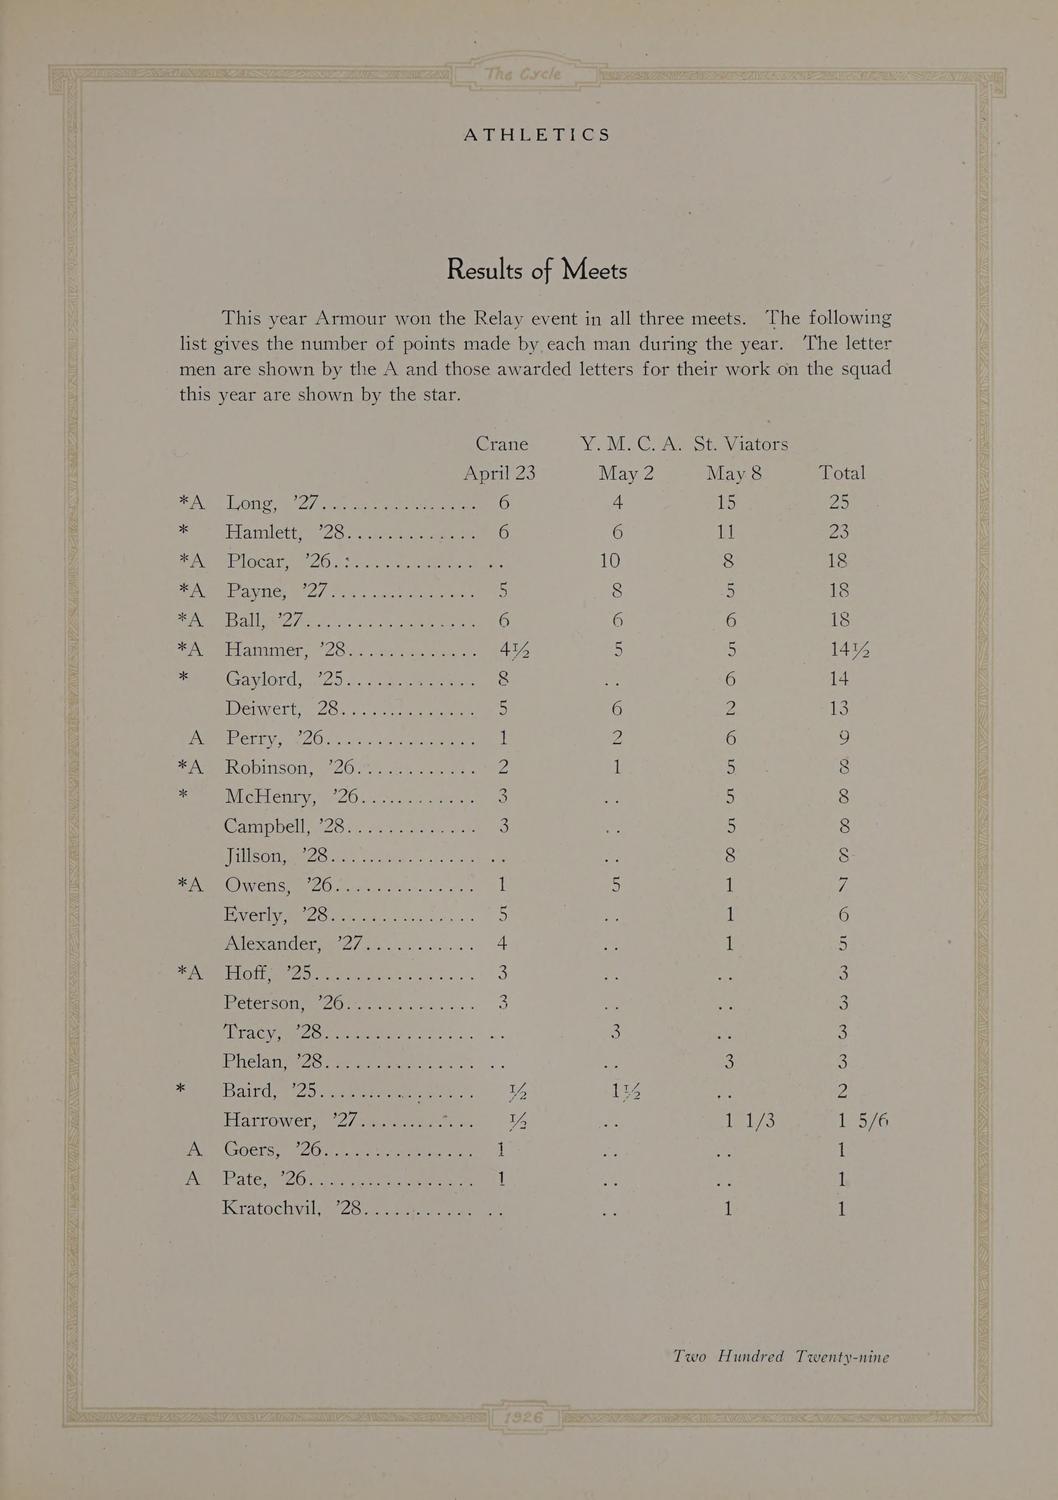 The Cycle
ATHLETICS
Results of Meets
This year Armour won the Relay event in all three meets. The following
list gives the number of points made by each man during the year. The letter
men are shown by the A and those awarded letters for their work on the squad
this year are shown by the star.
Crane Y. M. C. A. St. Viators
April 23 May 2 May 8 Total
*A Long, ’27................. 6 4 15 25
* Hamlett, ’28............. 6 6 11 23
*A Plocar, ’26.:............. .. 10 8 18
*A Payne, ’27................ 5 8 5 18
*A Ball, ’27.................. 6 6 6 18
*A Hammer, ’28............. 4½ 5 5 14½
* Gaylord, ’25............. 8 .. 6 14
Deiwert, 28.............. 5 6 2 13
A Perry, ’26................ 1 2 6 9
*A Robinson, ’26............ 2 1 5 8
* McHenry, ’26............ 3 .. 5 8
Campbell, ’28............. 3 .. 5 8
Jillson, ’28............... .. .. 8 8
*A Owens, ’26............... 1 5 1 7
Everly, ’28................ 5 .. 1 6
Alexander, ’27........... 4 .. 1 5
*A Hoff, ’25................. 3 .. .. 3
Peterson, ’26............. 3 .. .. 3
Tracy, ’28................ .. 3 .. 3
Phelan, ’28............... .. .. 3 3
* Baird, ’25................ ½ 1½ .. 2
Harrower, ’27............ ½ .. 1 1/3 1 5/6
A Goers, ’26................ 1 .. .. 1
A Pate, ’26.................. 1 .. .. 1
Kratochvil, ’28........... .. .. 1 1
Two Hundred Twenty-nine
1926